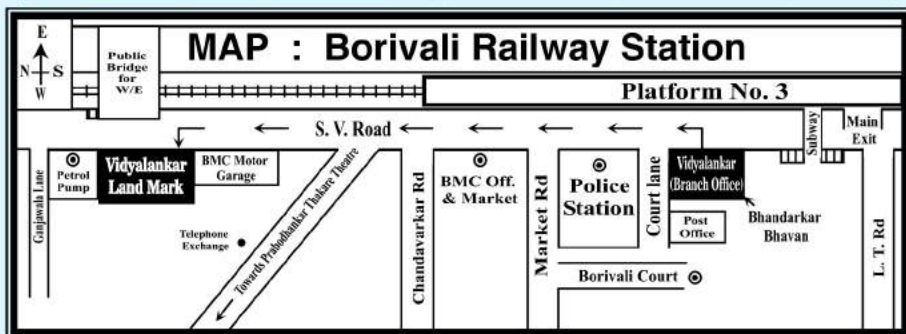 E
N S
W
Public
Bridge
for
W/E
MAP : Borivali Railway Station
Platform No. 3
S. V. Road
Subway
Main
Exit
Ganjawala Lane
Petrol
Pump
Vidyalankar
Land Mark
BMC Motor
Garage
Telephone
Exchange
Towards Prabodhankar Thakare Theatre
Chandavarkar Rd
BMC Off.
& Market
Market Rd
Police
Station
Court lane
Vidyalankar
(Branch Office)
Post
Office
Bhandarkar
Bhavan
Borivali Court
L. T. Rd